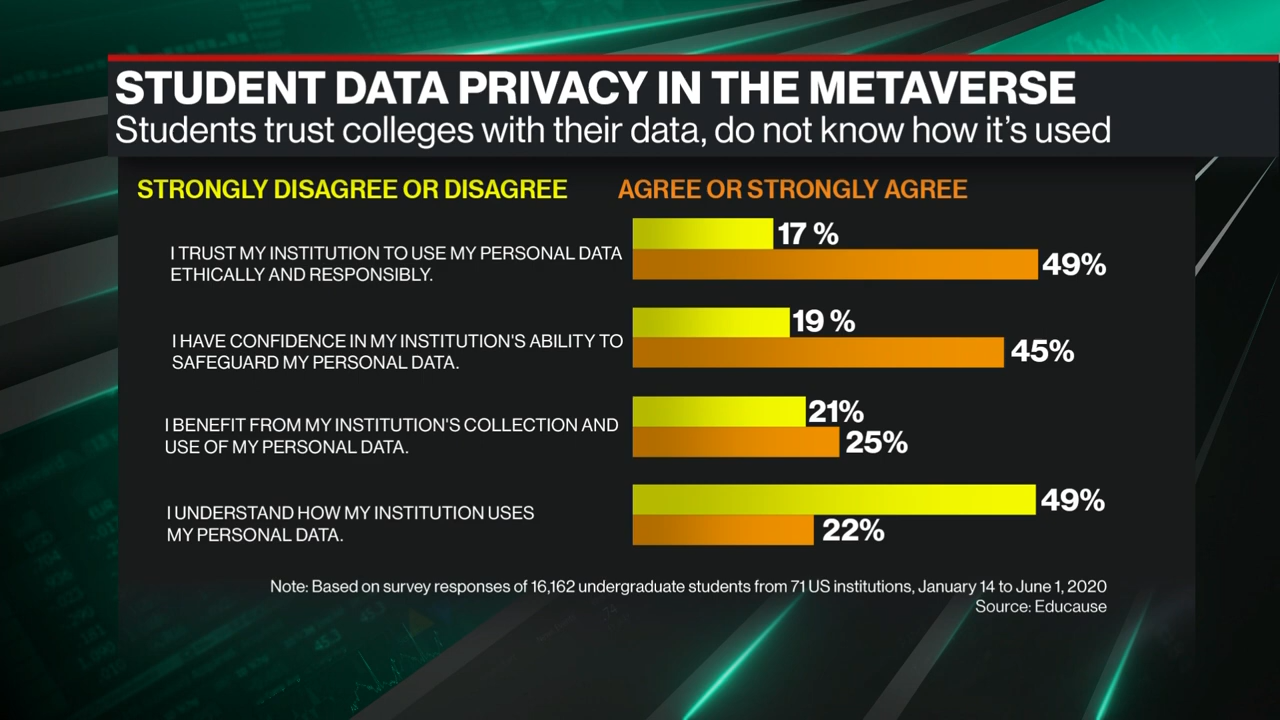 STUDENT DATA PRIVACY IN THE METAVERSE
Students trust colleges with their data, do not know how it's used
STRONGLY DISAGREE OR DISAGREE
AGREE OR STRONGLY AGREE
I TRUST MY INSTITUTION TO USE MY PERSONAL DATA
ETHICALLY AND RESPONSIBLY.
17 %
49%
I HAVE CONFIDENCE IN MY INSTITUTION'S ABILITY TO
SAFEGUARD MY PERSONAL DATA.
19 %
45%
I BENEFIT FROM MY INSTITUTION'S COLLECTION AND
USE OF MY PERSONAL DATA.
21%
25%
I UNDERSTAND HOW MY INSTITUTION USES
MY PERSONAL DATA.
49%
22%
Note: Based on survey responses of 16,162 undergraduate students from 71 US institutions, January 14 to June 1, 2020
Source: Educause